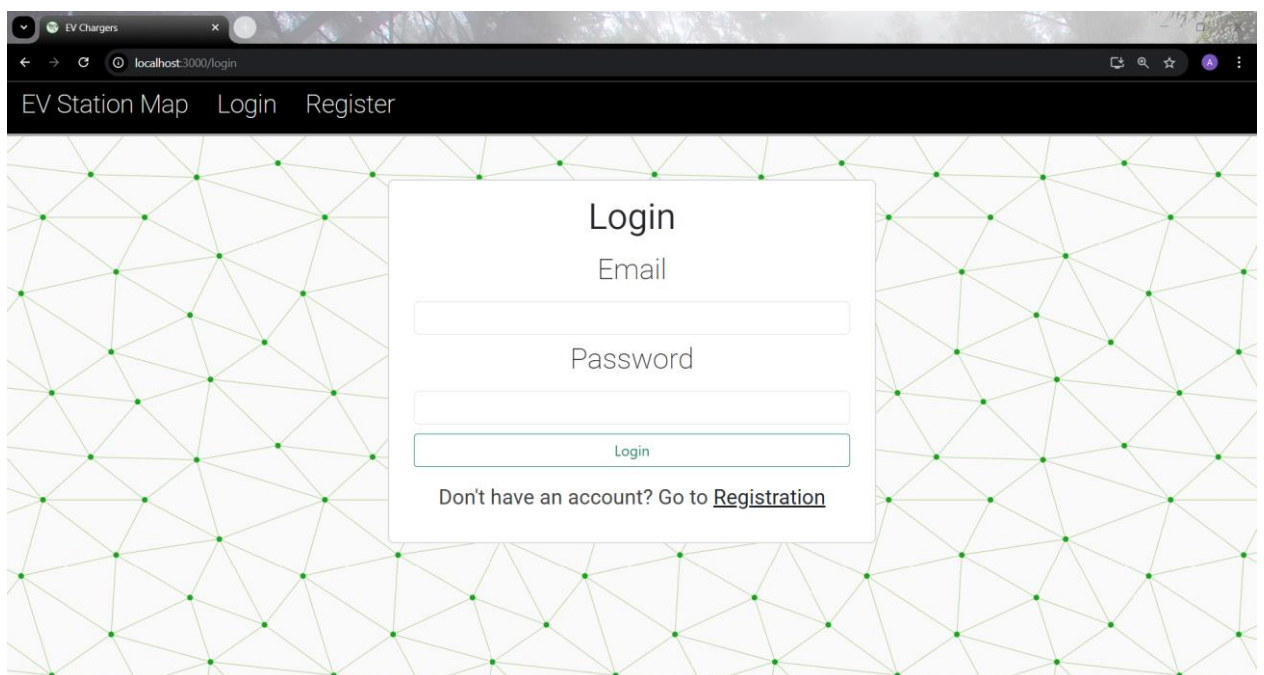 EV Chargers
localhost:3000/login
A
EV Station Map Login Register
Login
Email
Password
Login
Don't have an account? Go to Registration